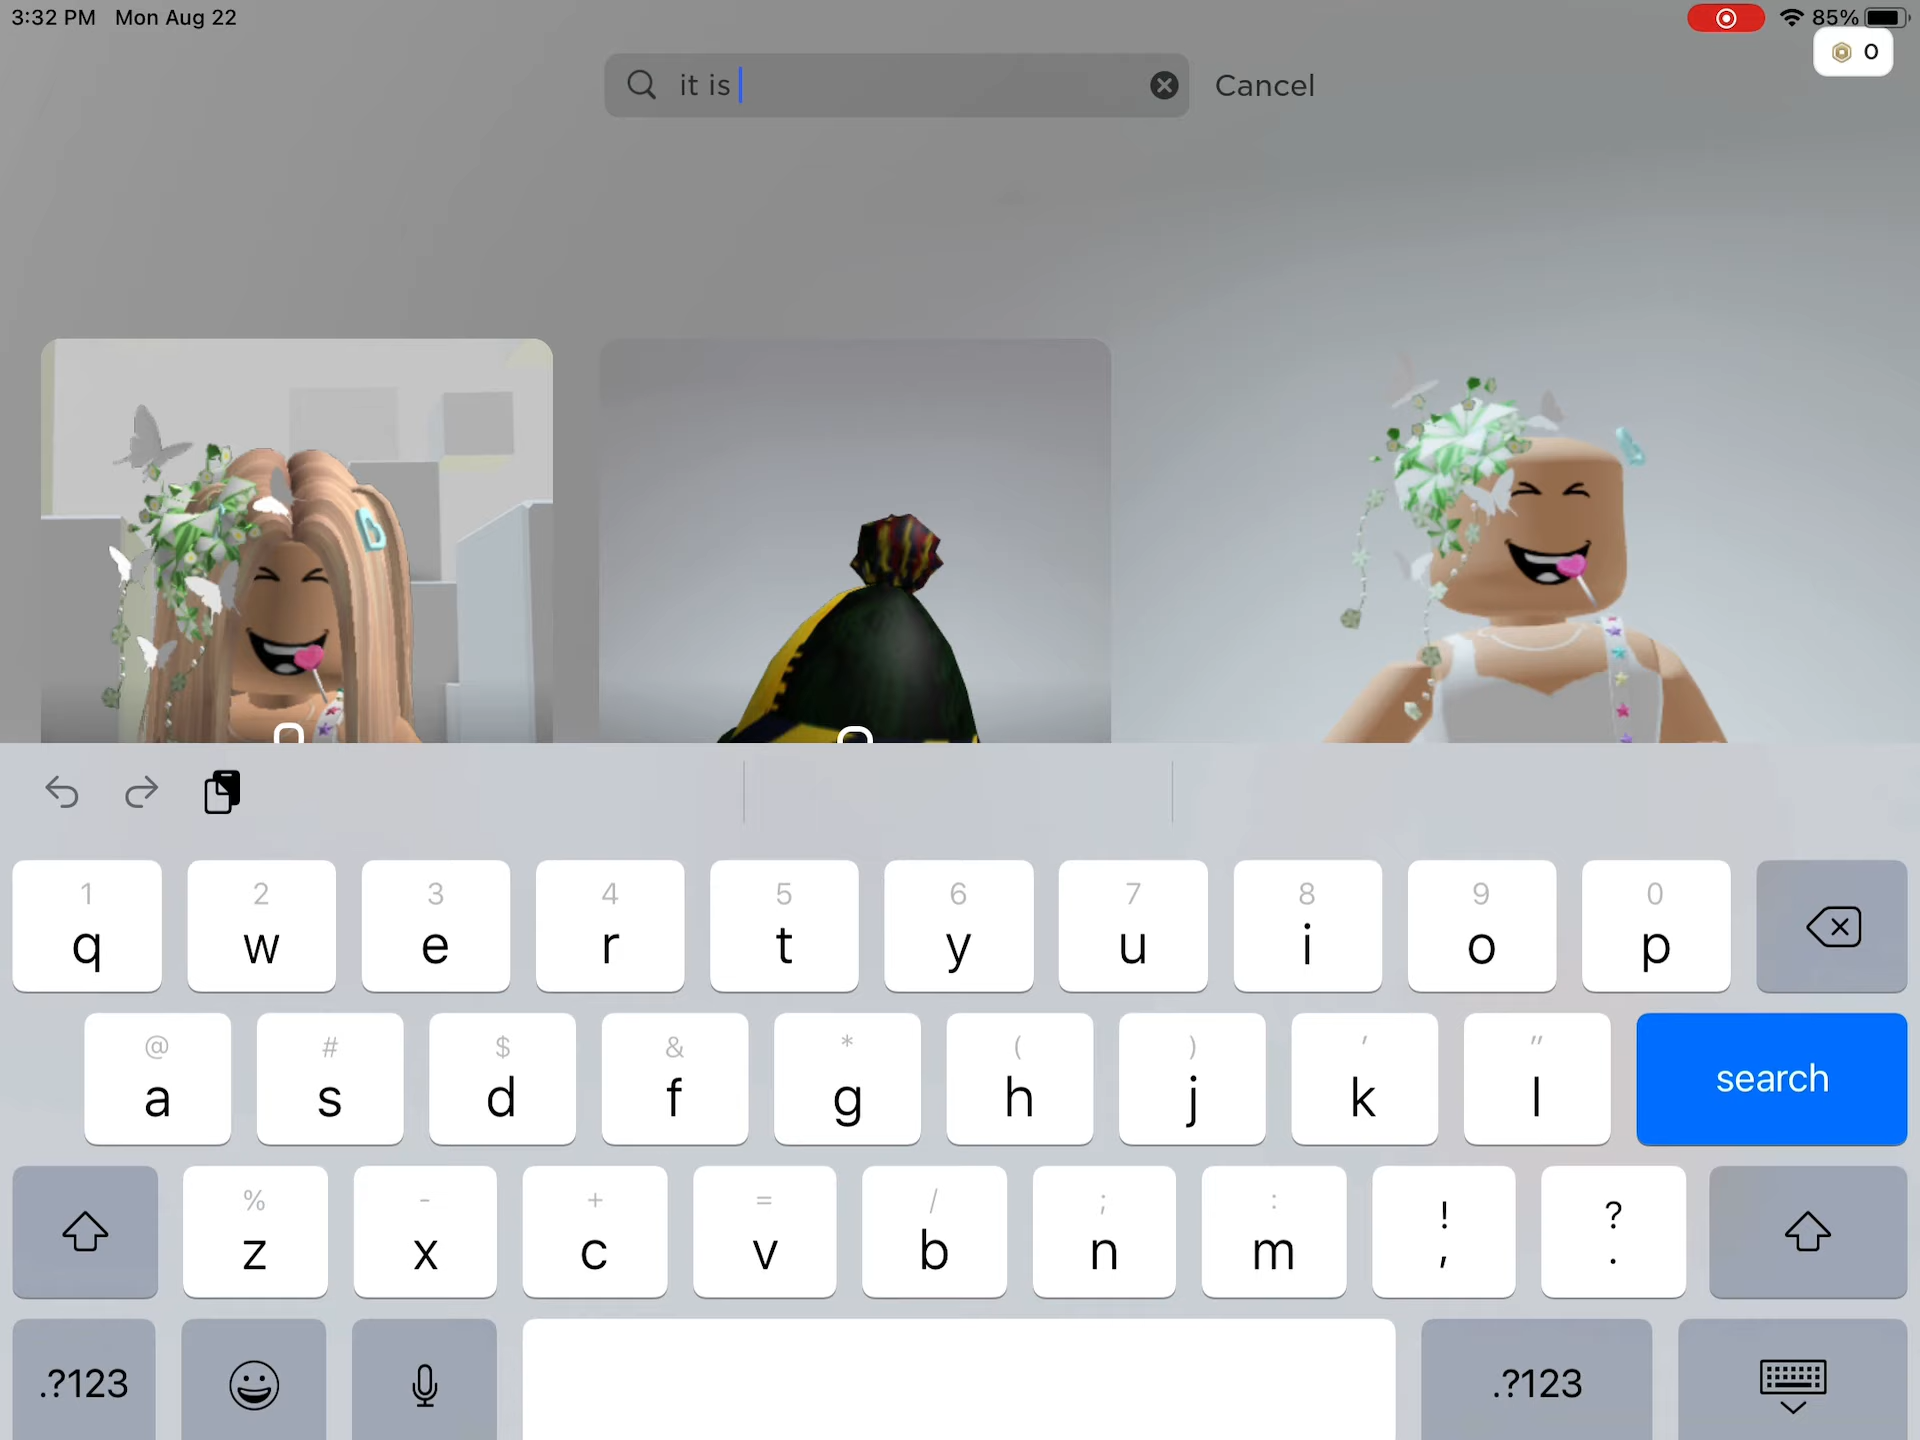 3:32 PM Mon Aug 22
85%
0
it is
Cancel
1 2 3 4 5 6 7 8 9 0
q w e r t y u i o p
@ # $ & * ( ) ' "
a s d f g h j k l search
% - + = / ; : ! ?
z x c v b n m , .
.?123 .?123